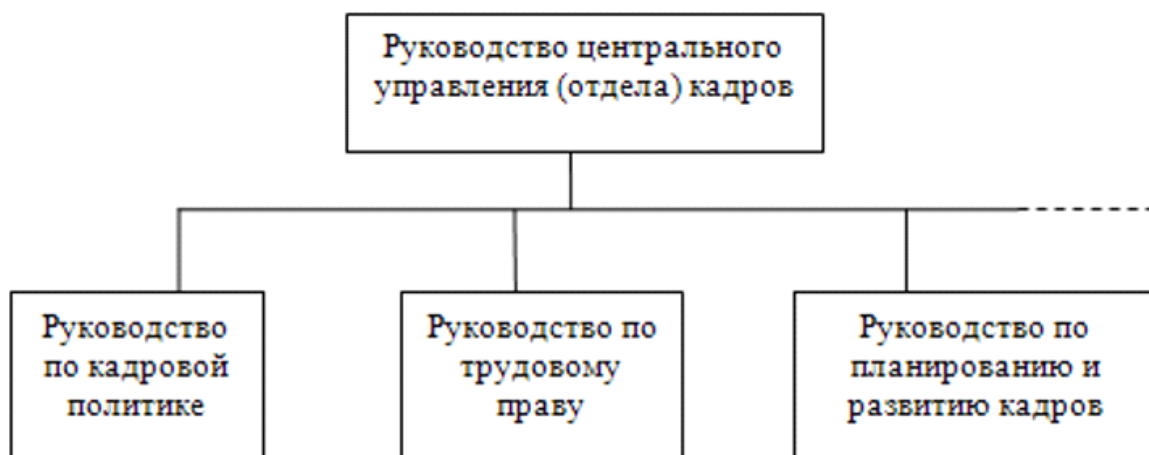 Руководство центрального
управления (отдела) кадров
Руководство
по кадровой
политике
Руководство по
трудовому
праву
Руководство по
планированию и
развитию кадров